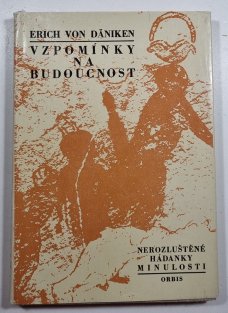 ERICH VON DÄNIKEN
VZPOMÍNKY
NA
BUDOUCNOST
NEROZLUŠTĚNÉ
HÁDANKY
MINULOSTI
ORBIS